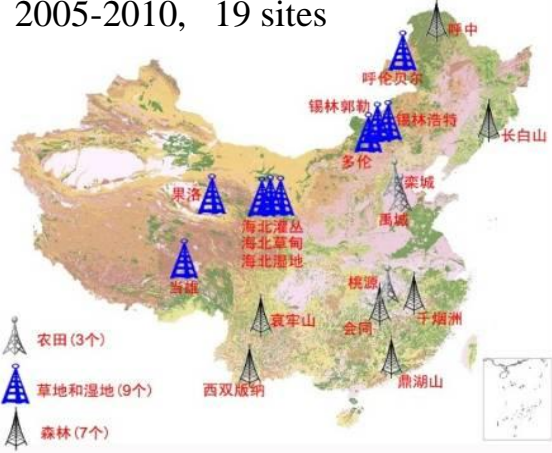 2005-2010, 19 sites
呼中
呼伦贝尔
锡林郭勒
锡林浩特
长白山
多伦
栾城
果洛
禹城
海北灌丛
海北草甸
海北湿地
当雄
桃源
哀牢山
会同
千烟洲
农田(3个)
西双版纳
鼎湖山
草地和湿地(9个)
森林(7个)